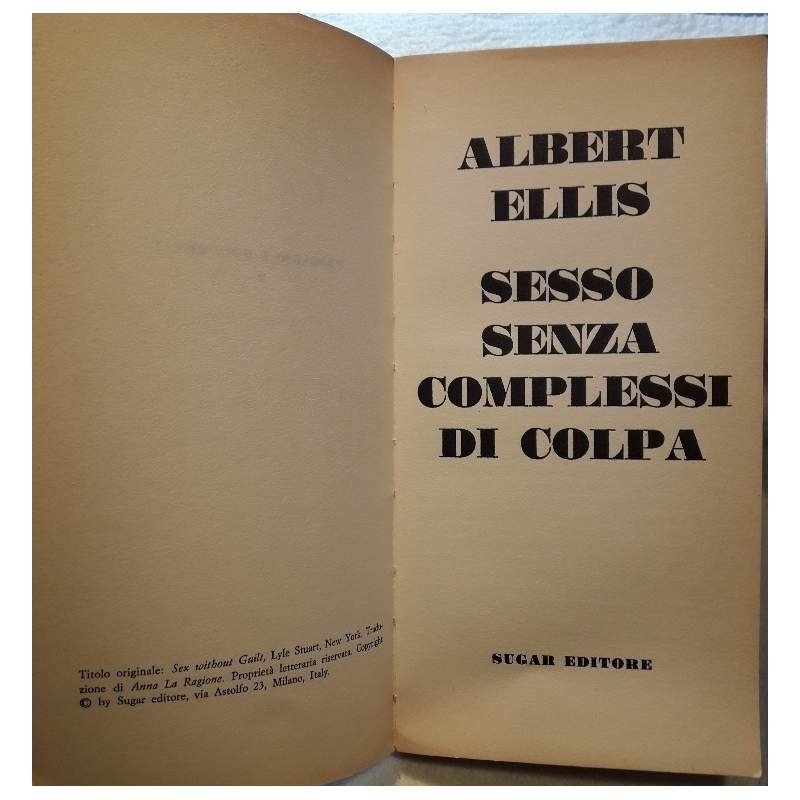 Titolo originale: Sex without Guilt, Lyle Stuart, New York. Tradu-
zione di Anna La Ragione. Proprietà letteraria riservata. Copyright
© by Sugar editore, via Astolfo 23, Milano, Italy.
ALBERT
ELLIS
SESSO
SENZA
COMPLESSI
DI COLPA
SUGAR EDITORE